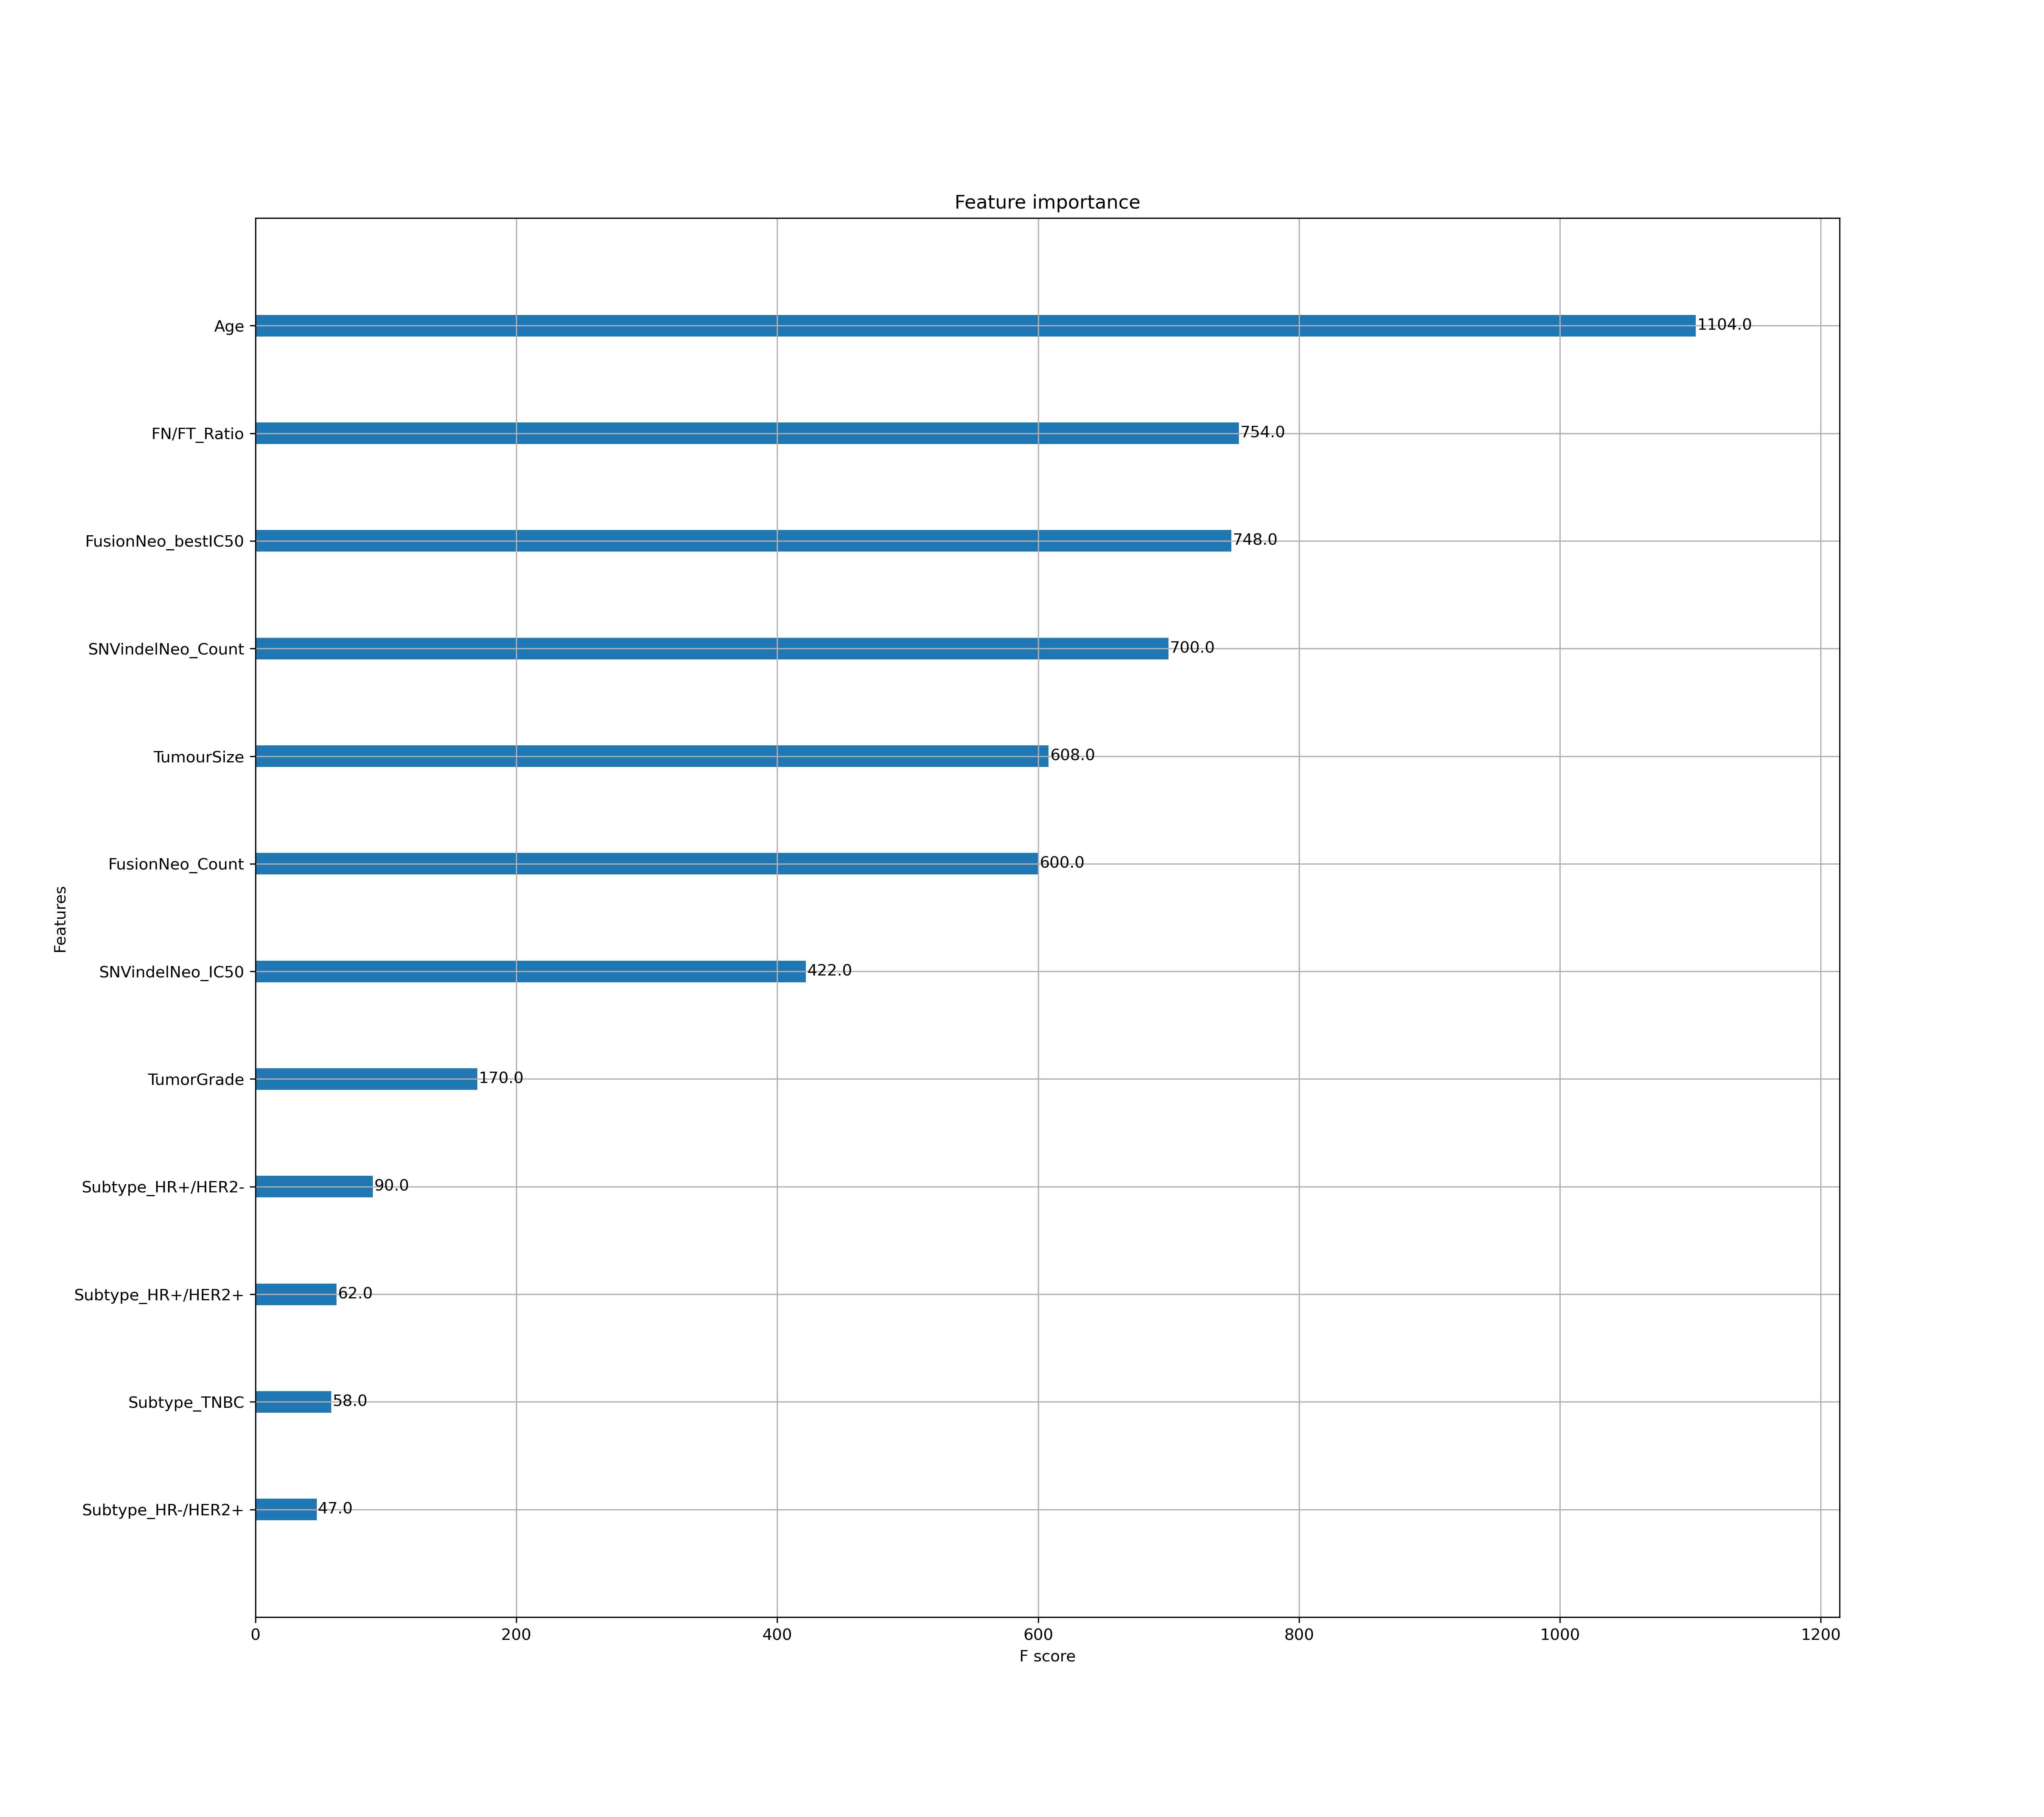 Feature importance
Age
1104.0
FN/FT_Ratio
754.0
FusionNeo_bestIC50
748.0
SNVindelNeo_Count
700.0
TumourSize
608.0
FusionNeo_Count
600.0
Features
SNVindelNeo_IC50
422.0
TumorGrade
170.0
Subtype_HR+/HER2-
90.0
Subtype_HR+/HER2+
62.0
Subtype_TNBC
58.0
Subtype_HR-/HER2+
47.0
0 200 400 600 800 1000 1200
F score